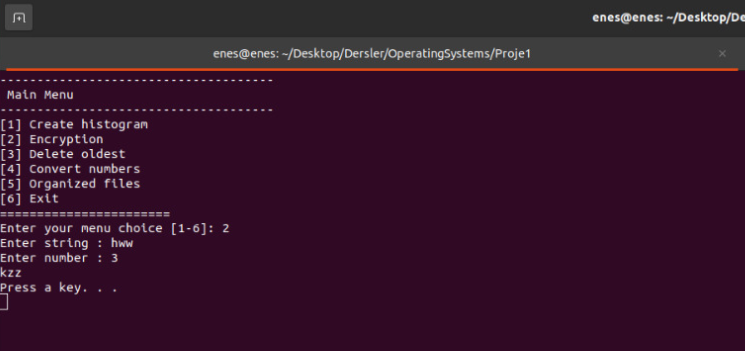 enes@enes: ~/Desktop/De
enes@enes: ~/Desktop/Dersler/OperatingSystems/Proje1
------------------------------------
Main Menu
------------------------------------
[1] Create histogram
[2] Encryption
[3] Delete oldest
[4] Convert numbers
[5] Organized files
[6] Exit
=======================
Enter your menu choice [1-6]: 2
Enter string : hww
Enter number : 3
kzz
Press a key. . .